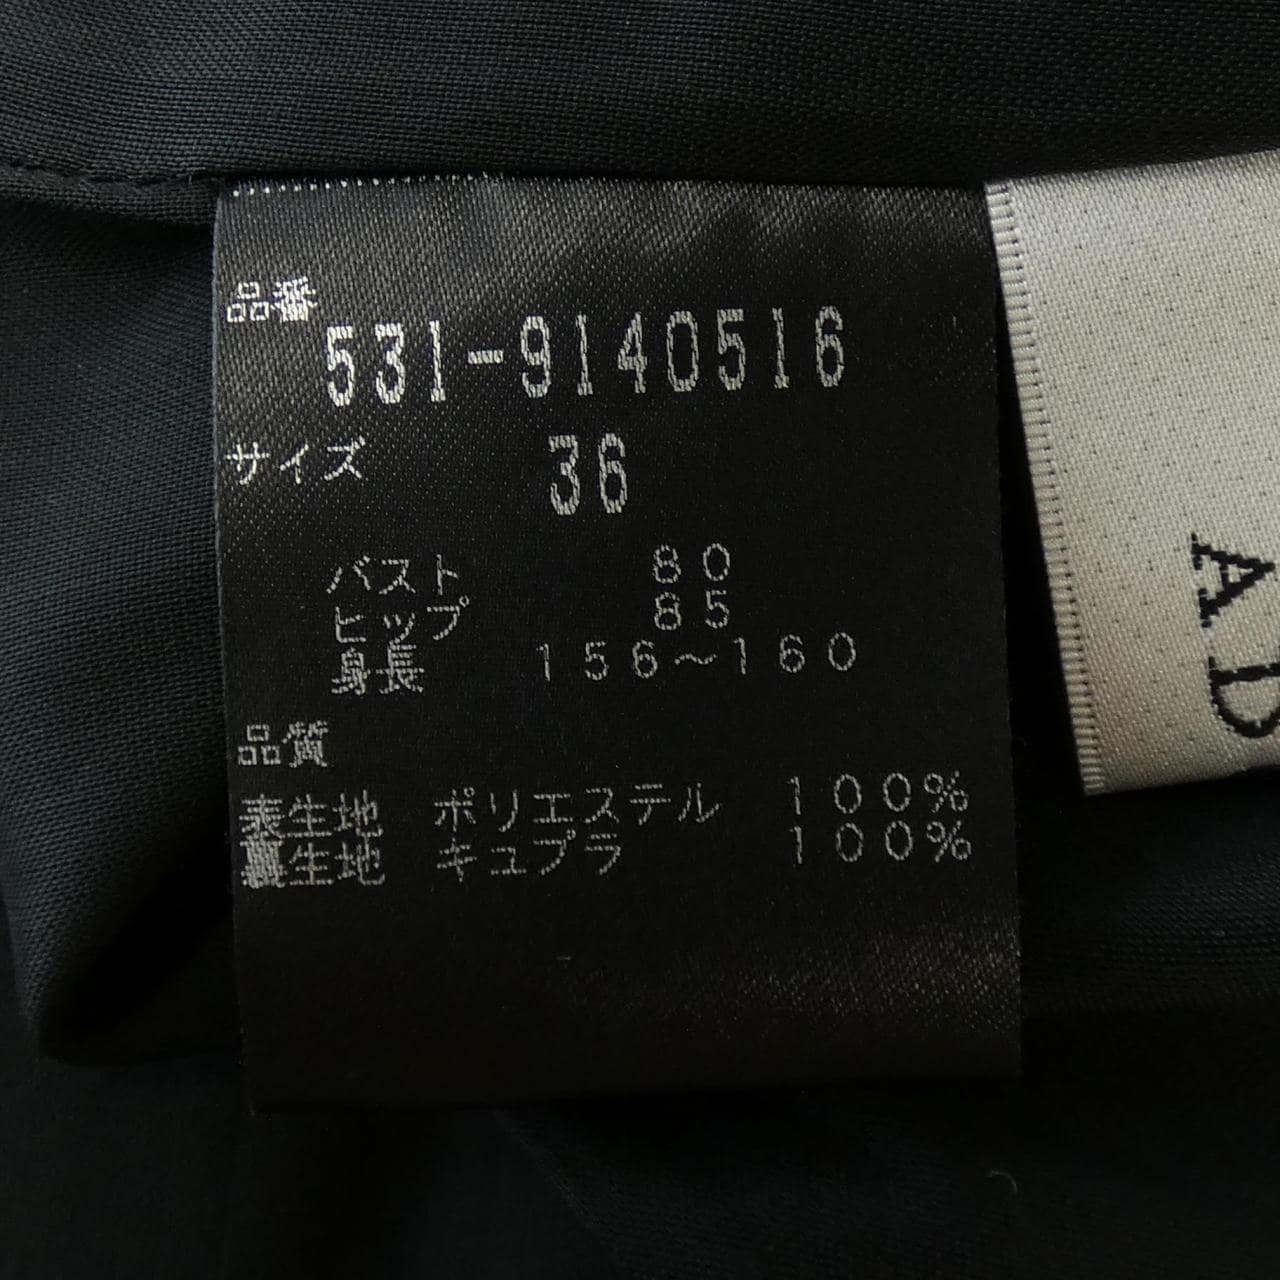 品番
531-9140516
サイズ 36
バスト 80
ヒップ 85
身長 156~160
品質
表生地 ポリエステル 100%
裏生地 キュプラ 100%
AD